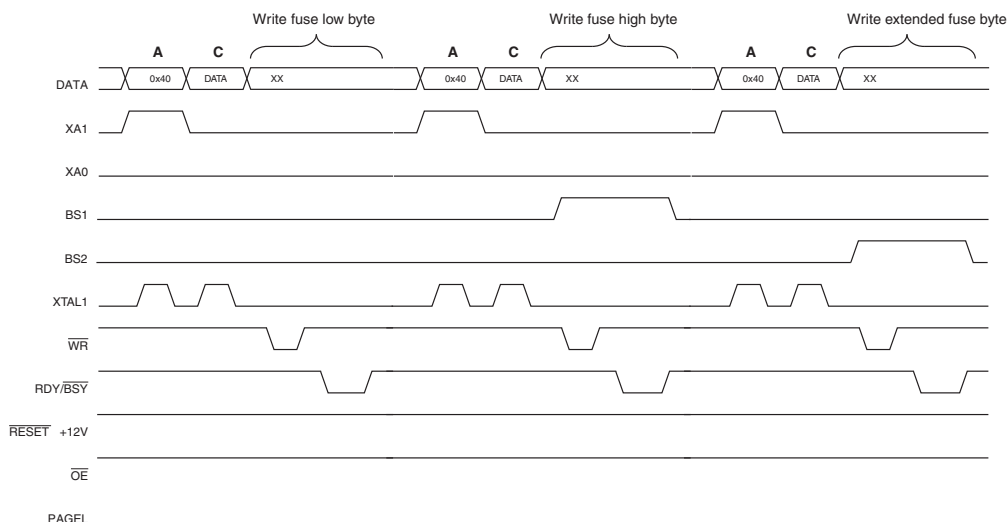 Write fuse low byte Write fuse high byte Write extended fuse byte
A C A C A C
DATA 0x40 DATA XX 0x40 DATA XX 0x40 DATA XX
XA1
XA0
BS1
BS2
XTAL1
WR
RDY/BSY
RESET +12V
OE
PAGEL